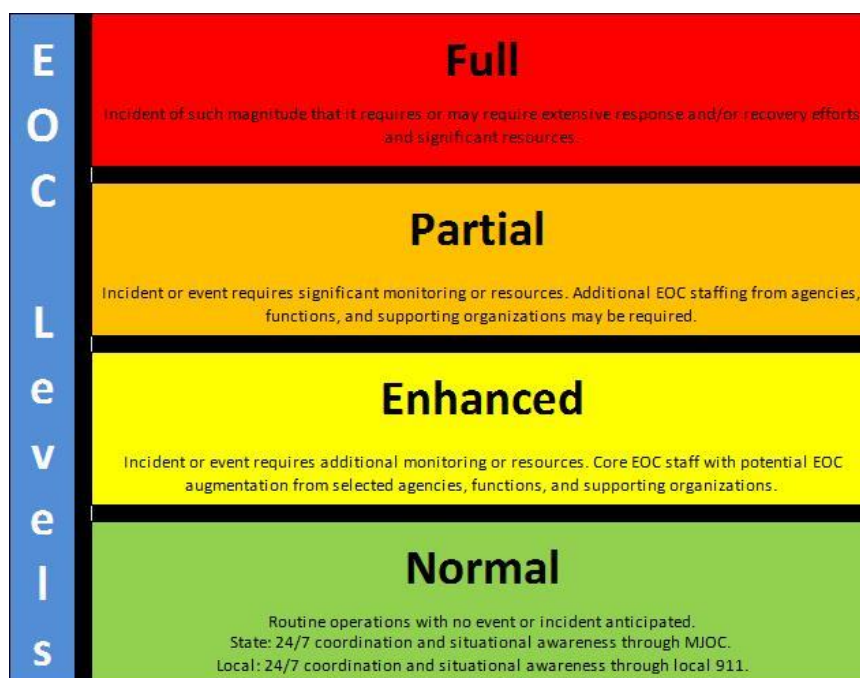 EOC Levels
Full
Incident of such magnitude that it requires or may require extensive response and/or recovery efforts
and significant resources.
Partial
Incident or event requires significant monitoring or resources. Additional EOC staffing from agencies,
functions, and supporting organizations may be required.
Enhanced
Incident or event requires additional monitoring or resources. Core EOC staff with potential EOC
augmentation from selected agencies, functions, and supporting organizations.
Normal
Routine operations with no event or incident anticipated.
State: 24/7 coordination and situational awareness through MJOC.
Local: 24/7 coordination and situational awareness through local 911.